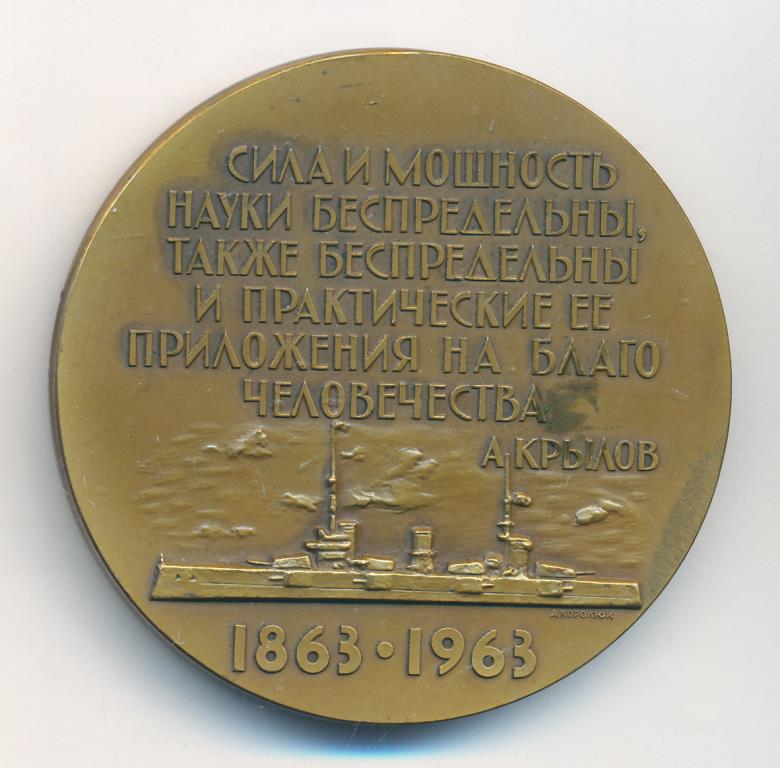 СИЛА И МОЩНОСТЬ
НАУКИ БЕСПРЕДЕЛЬНЫ,
ТАКЖЕ БЕСПРЕДЕЛЬНЫ
И ПРАКТИЧЕСКИЕ ЕЕ
ПРИЛОЖЕНИЯ НА БЛАГО
ЧЕЛОВЕЧЕСТВА
А.КРЫЛОВ
А.КОРОЛЮК
1863·1963